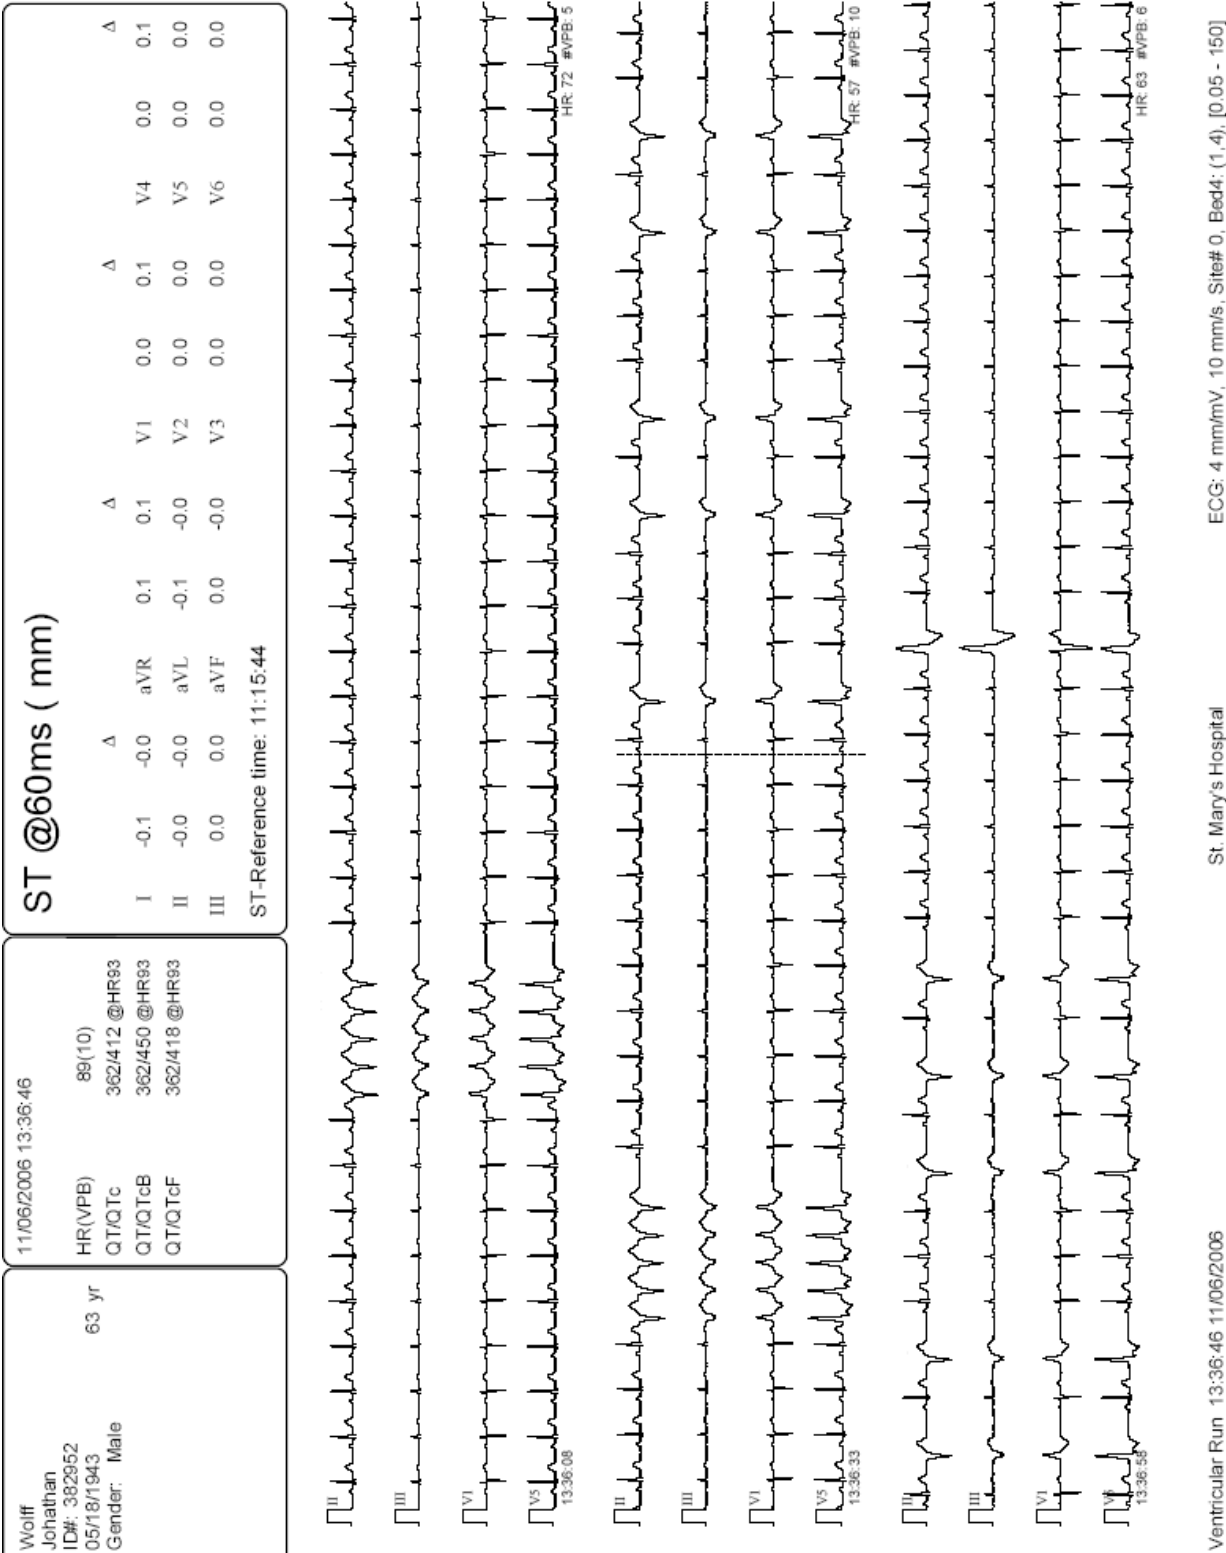 Wolff
Johathan
ID#: 382952
05/18/1943 63 yr
Gender: Male
11/06/2006 13:36:46
HR(VPB) 89(10)
QT/QTc 362/412 @HR93
QT/QTcB 362/450 @HR93
QT/QTcF 362/418 @HR93
ST @60ms ( mm)
Δ Δ Δ Δ
I -0.1 -0.0 aVR 0.1 0.1 V1 0.0 0.1 V4 0.0 0.1
II -0.0 -0.0 aVL -0.1 -0.0 V2 0.0 0.0 V5 0.0 0.0
III 0.0 0.0 aVF 0.0 -0.0 V3 0.0 0.0 V6 0.0 0.0
ST-Reference time: 11:15:44
II
III
V1
V5
13:36:08 HR: 72 #VPB: 5
II
III
V1
V5
13:36:33 HR: 57 #VPB: 10
II
III
V1
V5
13:36:58 HR: 63 #VPB: 6
Ventricular Run 13:36:46 11/06/2006 St. Mary's Hospital ECG: 4 mm/mV, 10 mm/s, Site# 0, Bed4: (1,4), [0.05 - 150]